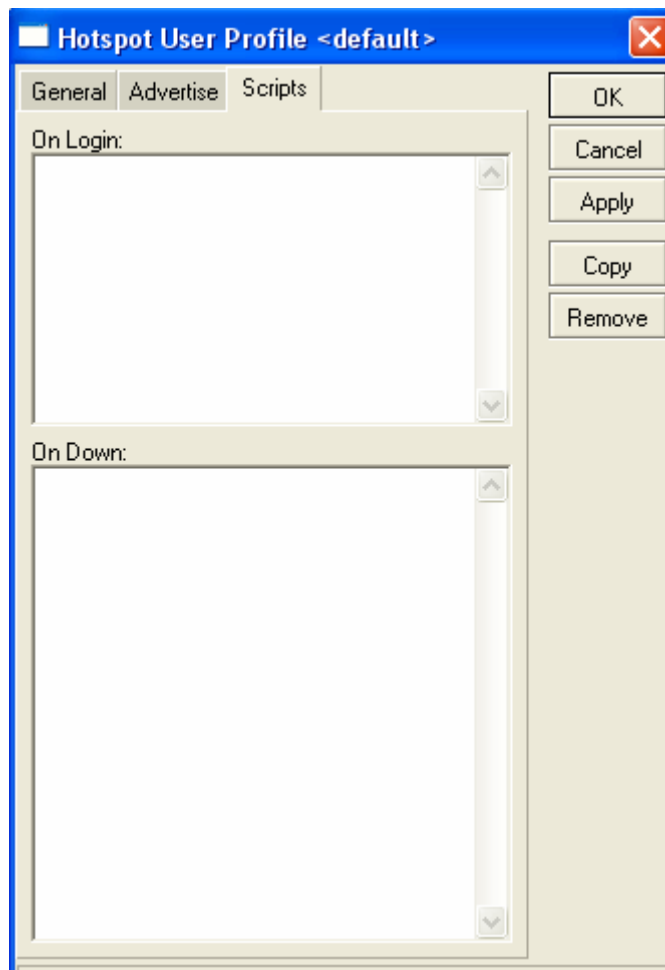 Hotspot User Profile <default>
General Advertise Scripts
OK
On Login:
Cancel
Apply
Copy
Remove
On Down: